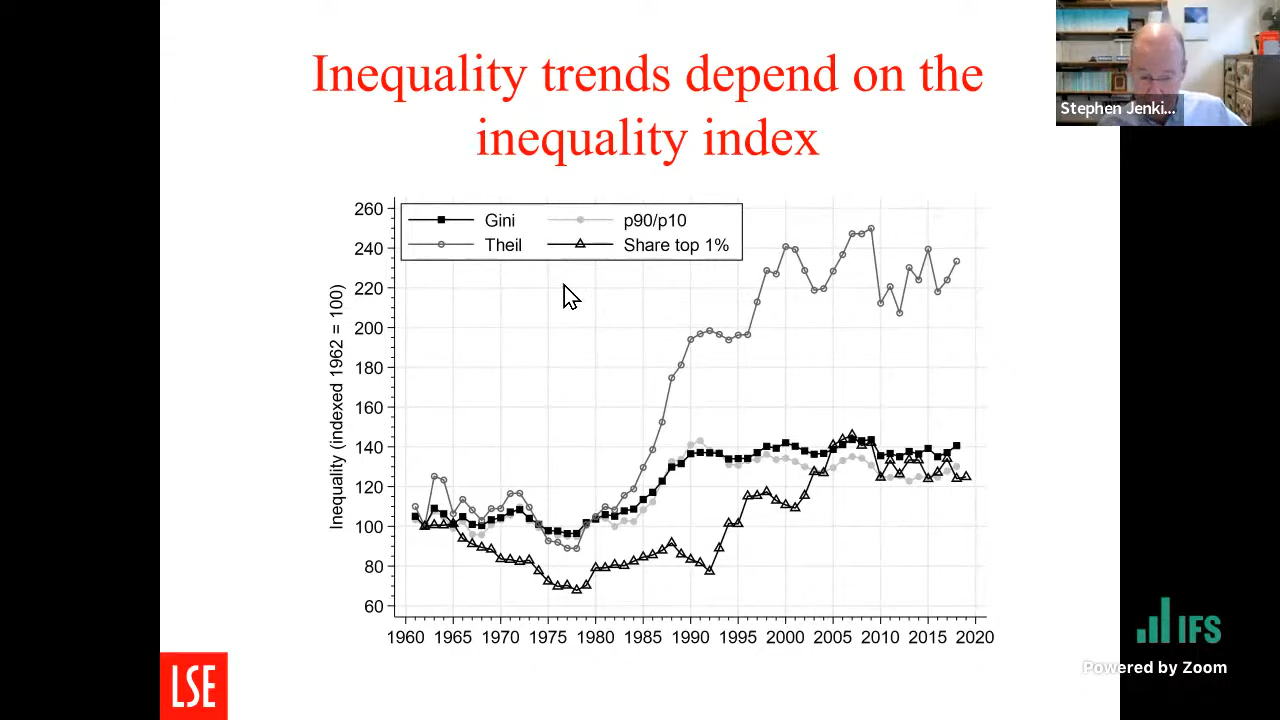 Inequality trends depend on the
inequality index
Stephen Jenki...
Gini
p90/p10
Theil
Share top 1%
Inequality (indexed 1962 = 100)
260
240
220
200
180
160
140
120
100
80
60
1960 1965 1970 1975 1980 1985 1990 1995 2000 2005 2010 2015 2020
LSE
IFS
Powered by Zoom